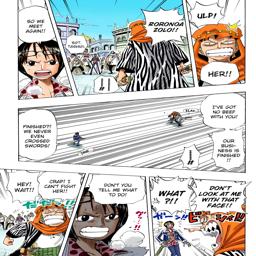 SO WE
MEET
AGAIN!!
RORONOA
ZOLO!!
ULP!
HER!!
I'VE GOT
NO BEEF
WITH YOU!
OUR
BUSI-
NESS IS
FINISHED
!!
FINISHED?!
WE NEVER
EVEN
CROSSED
SWORDS!
HEY!
WAIT!!
CRAP! I
CAN'T FIGHT
HER!!
DON'T YOU
TELL ME WHAT
TO DO!
WHAT
?!!
DON'T
LOOK AT ME
WITH THAT
FACE!!